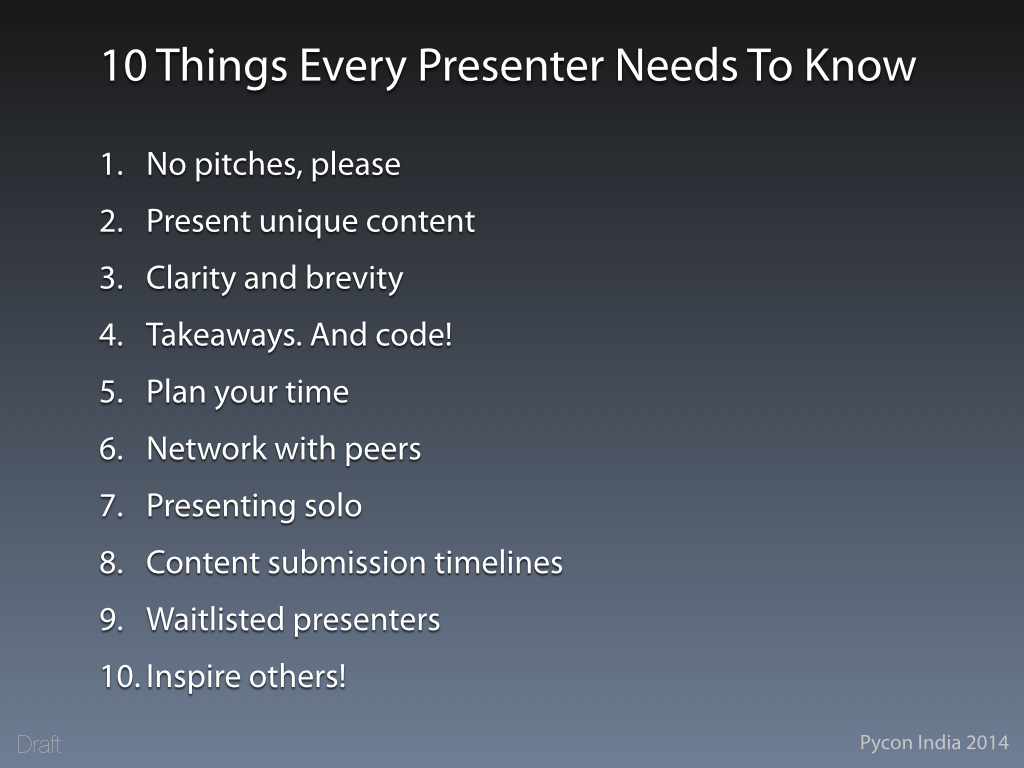 10 Things Every Presenter Needs To Know
1. No pitches, please
2. Present unique content
3. Clarity and brevity
4. Takeaways. And code!
5. Plan your time
6. Network with peers
7. Presenting solo
8. Content submission timelines
9. Waitlisted presenters
10. Inspire others!
Draft
Pycon India 2014